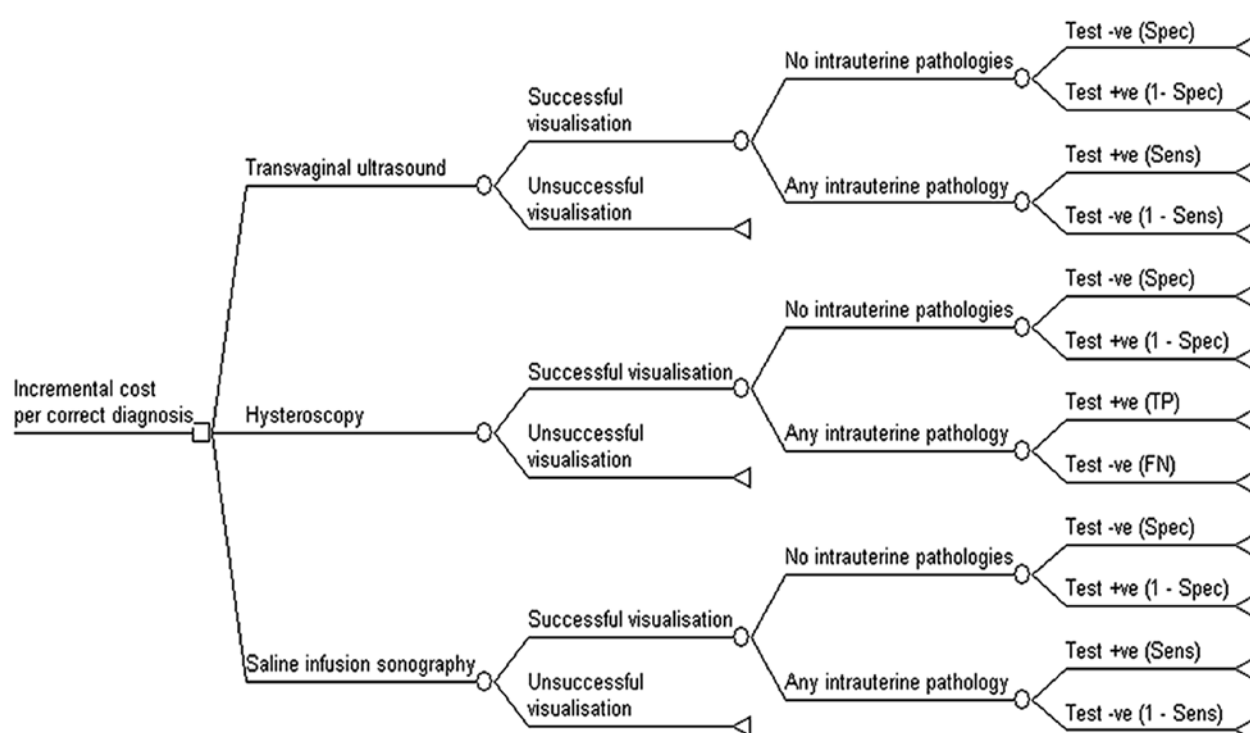 Test -ve (Spec)
No intrauterine pathologies
Test +ve (1- Spec)
Successful
visualisation
Test +ve (Sens)
Transvaginal ultrasound
Unsuccessful
visualisation
Any intrauterine pathology
Test -ve (1 - Sens)
Test -ve (Spec)
No intrauterine pathologies
Test +ve (1 - Spec)
Successful visualisation
Incremental cost
per correct diagnosis
Hysteroscopy
Test +ve (TP)
Unsuccessful
visualisation
Any intrauterine pathology
Test -ve (FN)
Test -ve (Spec)
No intrauterine pathologies
Test +ve (1 - Spec)
Successful visualisation
Test +ve (Sens)
Saline infusion sonography
Unsuccessful
visualisation
Any intrauterine pathology
Test -ve (1 - Sens)